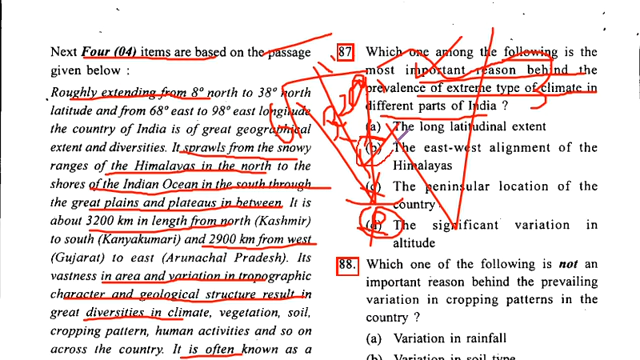 Next Four (04) items are based on the passage
given below :
Roughly extending from 8° north to 38° north
latitude and from 68° east to 98° east longitude
the country of India is of great geographical
extent and diversities. It sprawls from the snowy
ranges of the Himalayas in the north to the
shores of the Indian Ocean in the south through
the great plains and plateaus in between. It is
about 3200 km in length from north (Kashmir)
to south (Kanyakumari) and 2900 km from west
(Gujarat) to east (Arunachal Pradesh). Its
vastness in area and variation in topographic
character and geological structure result in
great diversities in climate, vegetation, soil,
cropping pattern, human activities and so on
across the country. It is often known as a
87 Which one among the following is the
most important reason behind the
prevalence of extreme type of climate in
different parts of India ?
(a) The long latitudinal extent
(b) The east-west alignment of the
Himalayas
(c) The peninsular location of the
country
(d) The significant variation in
altitude
88. Which one of the following is not an
important reason behind the prevailing
variation in cropping patterns in the
country ?
(a) Variation in rainfall
(b) Variation in soil type